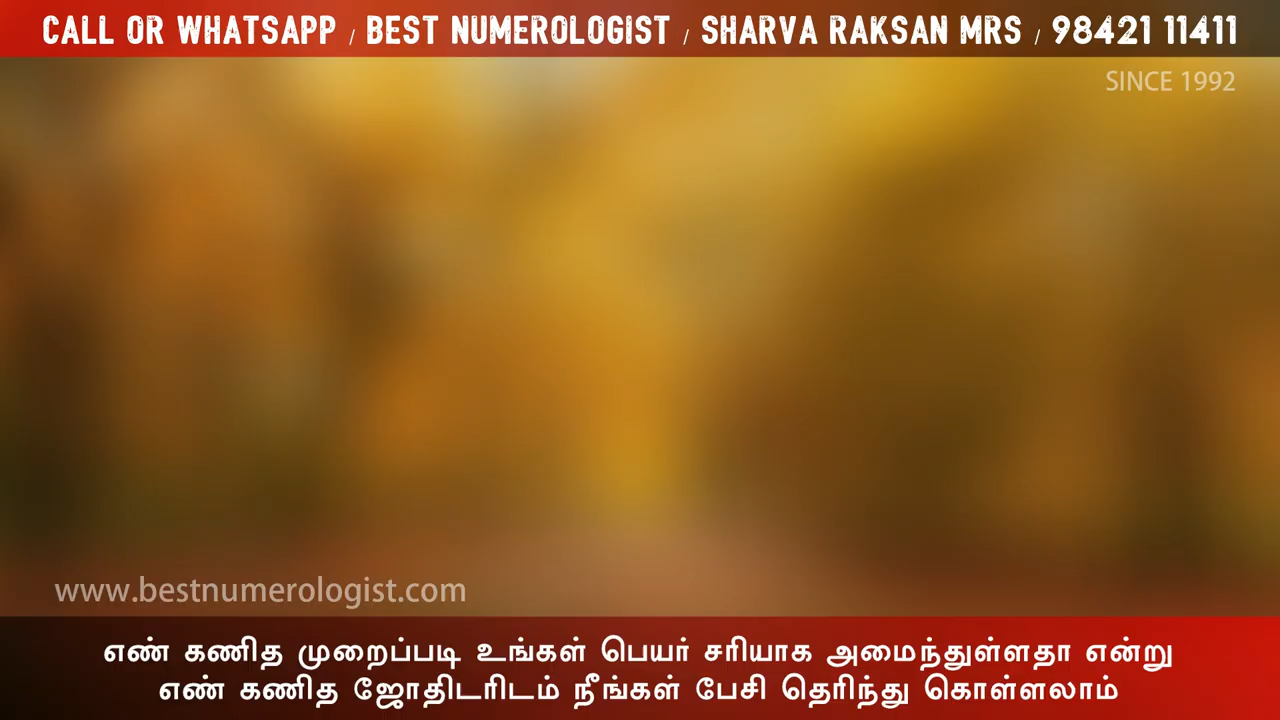 CALL OR WHATSAPP / BEST NUMEROLOGIST / SHARVA RAKSAN MRS / 98421 11411
SINCE 1992
www.bestnumerologist.com
எண் கணித முறைப்படி உங்கள் பெயர் சரியாக அமைந்துள்ளதா என்று
எண் கணித ஜோதிடரிடம் நீங்கள் பேசி தெரிந்து கொள்ளலாம்